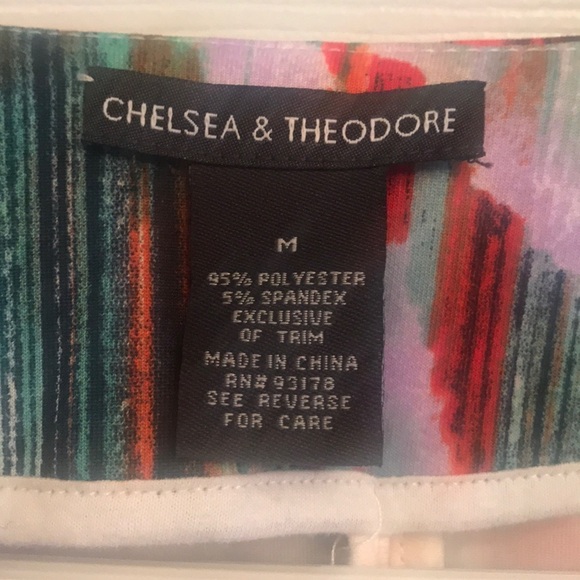 CHELSEA & THEODORE
M
95% POLYESTER
5% SPANDEX
EXCLUSIVE
OF TRIM
MADE IN CHINA
RN# 93178
SEE REVERSE
FOR CARE